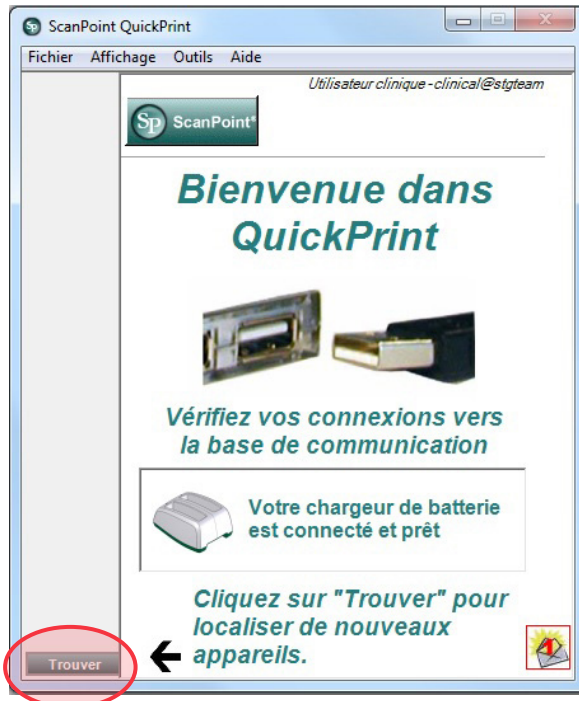 ScanPoint QuickPrint
Fichier Affichage Outils Aide
Utilisateur clinique - clinical@stgteam
Sp ScanPoint®
Bienvenue dans
QuickPrint
Vérifiez vos connexions vers
la base de communication
Votre chargeur de batterie
est connecté et prêt
Cliquez sur "Trouver" pour
localiser de nouveaux
appareils.
Trouver